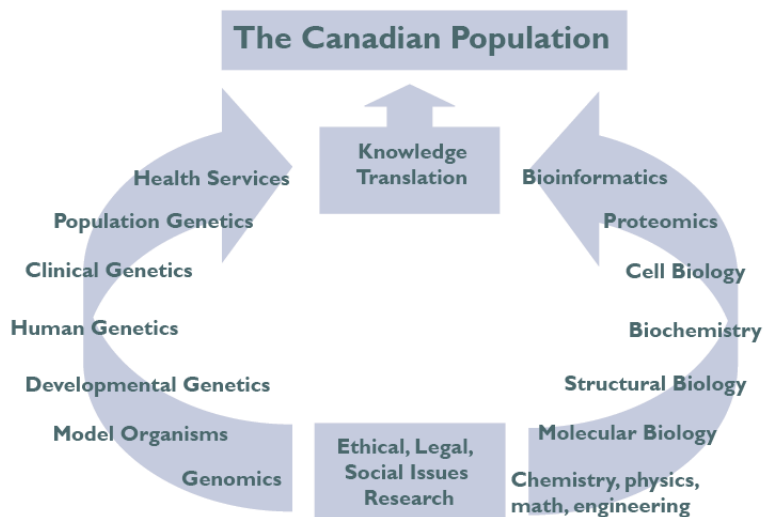 The Canadian Population
Knowledge
Translation
Health Services
Population Genetics
Clinical Genetics
Human Genetics
Developmental Genetics
Model Organisms
Genomics
Ethical, Legal,
Social Issues
Research
Bioinformatics
Proteomics
Cell Biology
Biochemistry
Structural Biology
Molecular Biology
Chemistry, physics,
math, engineering